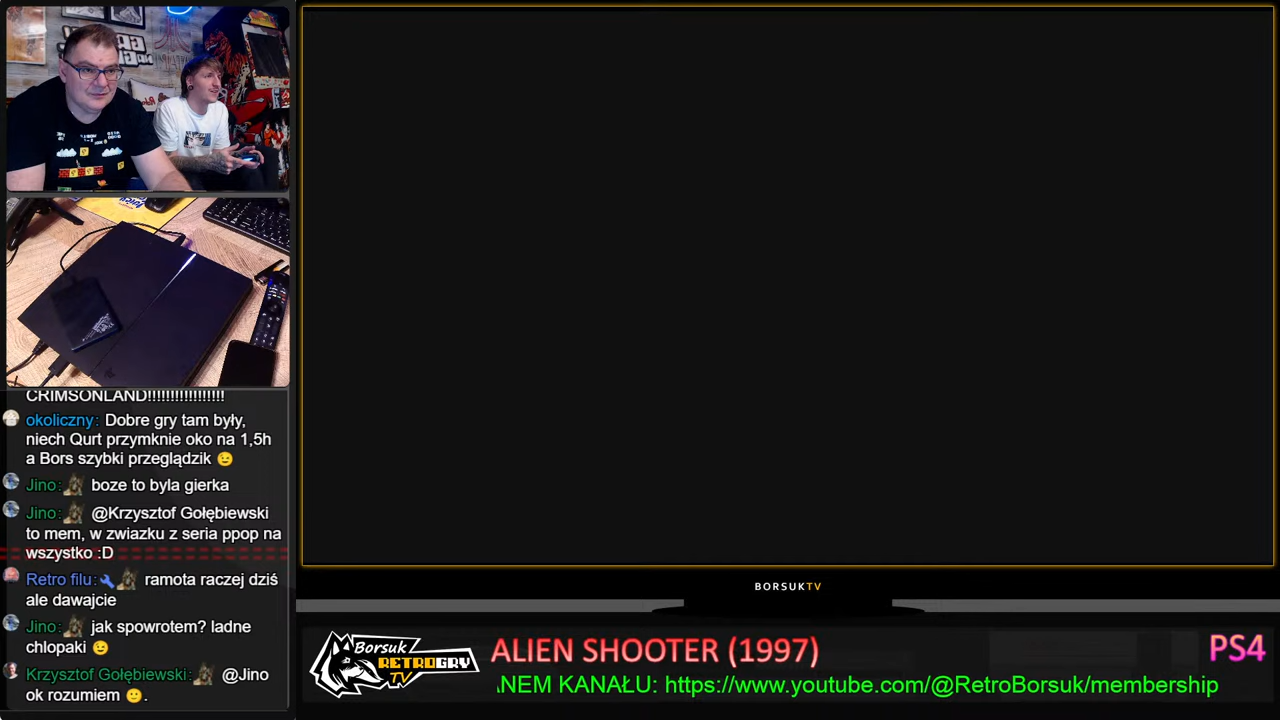 CRIMSONLAND!!!!!!!!!!!!!!!!!
okoliczny: Dobre gry tam były,
niech Qurt przymknie oko na 1,5h
a Bors szybki przeglądzik 😉
Jino: boze to byla gierka
Jino: @Krzysztof Gołębiewski
to mem, w zwiazku z seria ppop na
wszystko :D
Retro filu: ramota raczej dziś
ale dawajcie
Jino: jak spowrotem? ladne
chlopaki 😉
Krzysztof Gołębiewski: @Jino
ok rozumiem 🙂.
BORSUKTV
Borsuk
RETROGRY
TV
ALIEN SHOOTER (1997)
PS4
ANEM KANAŁU: https://www.youtube.com/@RetroBorsuk/membership